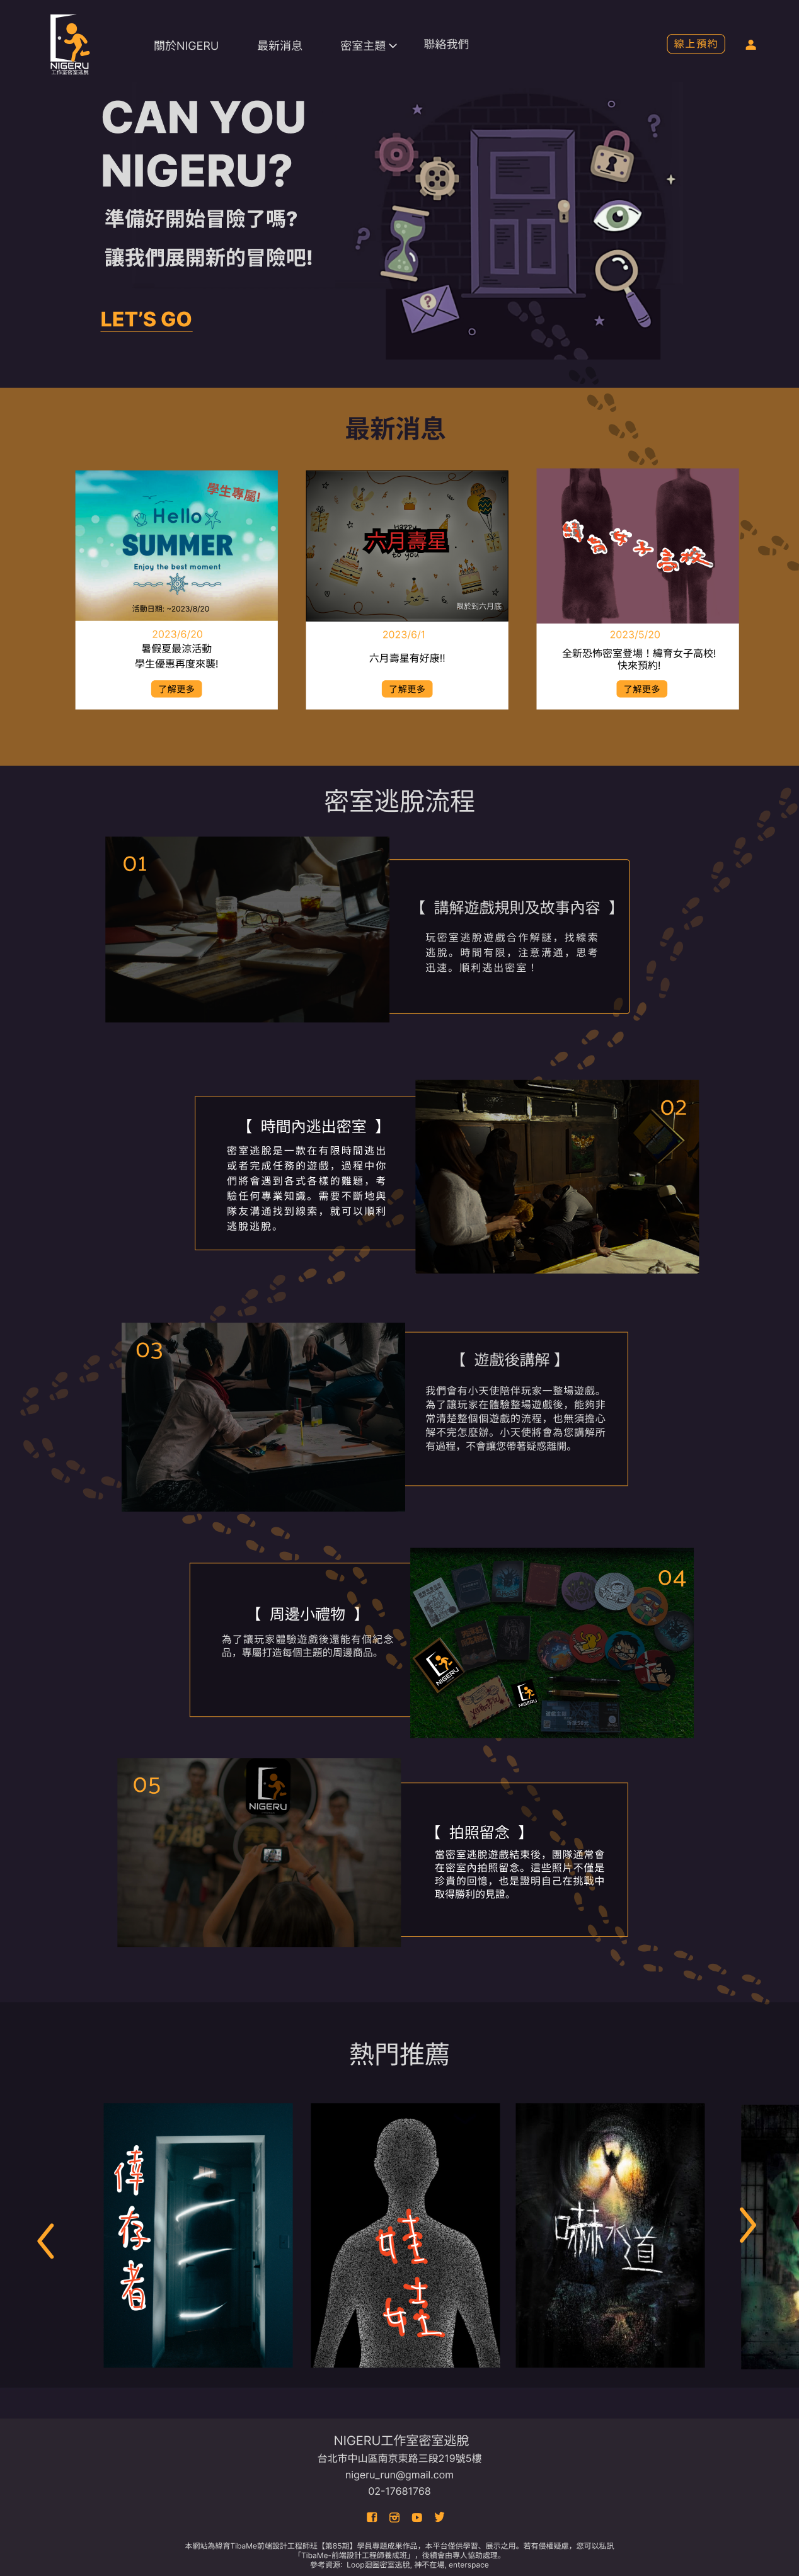 NIGERU
工作室密室逃脫
關於NIGERU
最新消息
密室主題
聯絡我們
線上預約
CAN YOU
NIGERU?
準備好開始冒險了嗎?
讓我們展開新的冒險吧!
LET'S GO
最新消息
學生專屬!
Hello
SUMMER
Enjoy the best moment
活動日期: ~2023/8/20
2023/6/20
暑假夏最涼活動
學生優惠再度來襲!
了解更多
Happy
六月壽星
to you
限於到六月底
2023/6/1
六月壽星有好康!!
了解更多
緯育女子高校
2023/5/20
全新恐怖密室登場！緯育女子高校!
快來預約!
了解更多
密室逃脫流程
01
【 講解遊戲規則及故事內容 】
玩密室逃脫遊戲合作解謎，找線索
逃脫。時間有限，注意溝通，思考
迅速。順利逃出密室！
02
【 時間內逃出密室 】
密室逃脫是一款在有限時間逃出
或者完成任務的遊戲，過程中你
們將會遇到各式各樣的難題，考
驗任何專業知識。需要不斷地與
隊友溝通找到線索，就可以順利
逃脫逃脫。
03
【 遊戲後講解 】
我們會有小天使陪伴玩家一整場遊戲。
為了讓玩家在體驗整場遊戲後，能夠非
常清楚整個個遊戲的流程，也無須擔心
解不完怎麼辦。小天使將會為您講解所
有過程，不會讓您帶著疑惑離開。
04
【 周邊小禮物 】
為了讓玩家體驗遊戲後還能有個紀念
品，專屬打造每個主題的周邊商品。
NIGERU
NIGERU
05
NIGERU
【 拍照留念 】
當密室逃脫遊戲結束後，團隊通常會
在密室內拍照留念。這些照片不僅是
珍貴的回憶，也是證明自己在挑戰中
取得勝利的見證。
熱門推薦
倖存者
娃娃
嚇水道
NIGERU工作室密室逃脫
台北市中山區南京東路三段219號5樓
nigeru_run@gmail.com
02-17681768
本網站為緯育TibaMe前端設計工程師班【第85期】學員專題成果作品，本平台僅供學習、展示之用。若有侵權疑慮，您可以私訊
「TibaMe-前端設計工程師養成班」，後續會由專人協助處理。
參考資源: Loop迴圈密室逃脫, 神不在場, enterspace